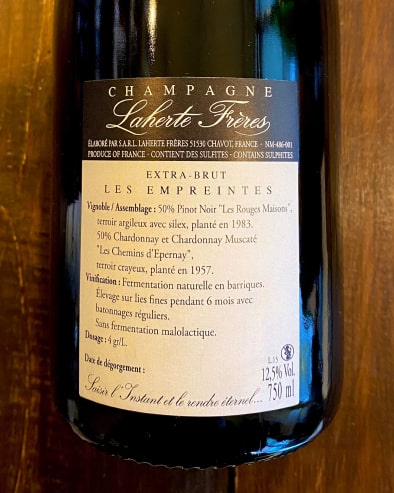 CHAMPAGNE
Laherte Frères
ÉLABORÉ PAR S.A.R.L. LAHERTE FRÈRES 51530 CHAVOT, FRANCE - NM-486-001
PRODUCE OF FRANCE - CONTIENT DES SULFITES - CONTAINS SULPHITES
EXTRA-BRUT
LES EMPREINTES
Vignoble / Assemblage : 50% Pinot Noir "Les Rouges Maisons",
terroir argileux avec silex, planté en 1983.
50% Chardonnay et Chardonnay Muscaté
"Les Chemins d'Epernay",
terroir crayeux, planté en 1957.
Vinification : Fermentation naturelle en barriques.
Élevage sur lies fines pendant 6 mois avec
batonnages réguliers.
Sans fermentation malolactique.
Dosage : 4 gr/L.
Date de dégorgement :
L.15
12,5% Vol.
750 ml
Saisir l'Instant et le rendre éternel...